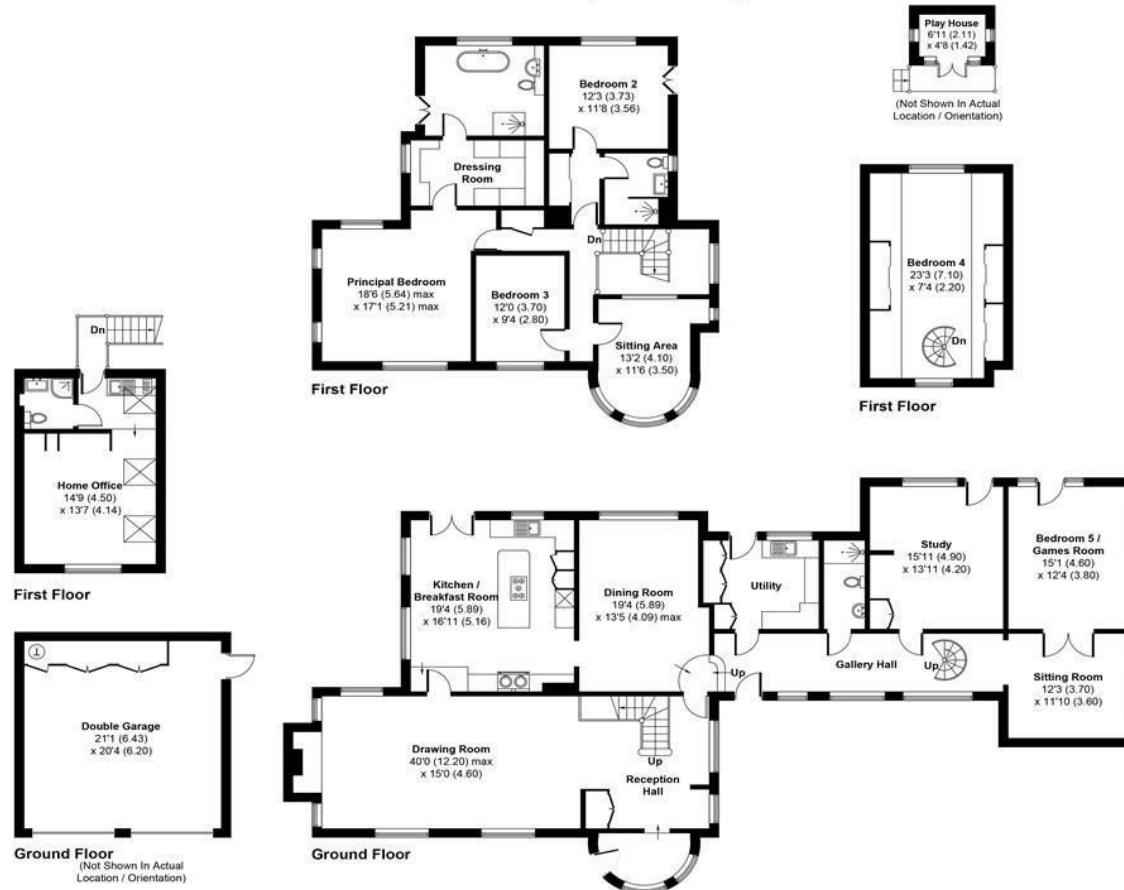 Play House
6'11 (2.11)
x 4'8 (1.42)
(Not Shown In Actual
Location / Orientation)
Bedroom 2
12'3 (3.73)
x 11'8 (3.56)
Dressing
Room
Dn
Principal Bedroom
18'6 (5.64) max
x 17'1 (5.21) max
Bedroom 3
12'0 (3.70)
x 9'4 (2.80)
Sitting Area
13'2 (4.10)
x 11'6 (3.50)
First Floor
Bedroom 4
23'3 (7.10)
x 7'4 (2.20)
Dn
First Floor
Dn
Home Office
14'9 (4.50)
x 13'7 (4.14)
First Floor
Kitchen /
Breakfast Room
19'4 (5.89)
x 16'11 (5.16)
Dining Room
19'4 (5.89)
x 13'5 (4.09) max
Utility
Study
15'11 (4.90)
x 13'11 (4.20)
Bedroom 5 /
Games Room
15'1 (4.60)
x 12'4 (3.80)
Up
Gallery Hall
Up
Sitting Room
12'3 (3.70)
x 11'10 (3.60)
Drawing Room
40'0 (12.20) max
x 15'0 (4.60)
Up
Reception
Hall
Ground Floor
Double Garage
21'1 (6.43)
x 20'4 (6.20)
Ground Floor
(Not Shown In Actual
Location / Orientation)